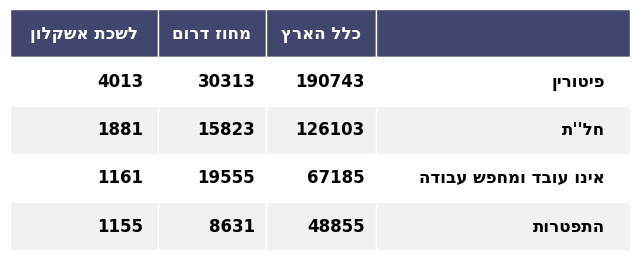 כלל הארץ מחוז דרום לשכת אשקלון
פיטורין 190743 30313 4013
חל''ת 126103 15823 1881
אינו עובד ומחפש עבודה 67185 19555 1161
התפטרות 48855 8631 1155